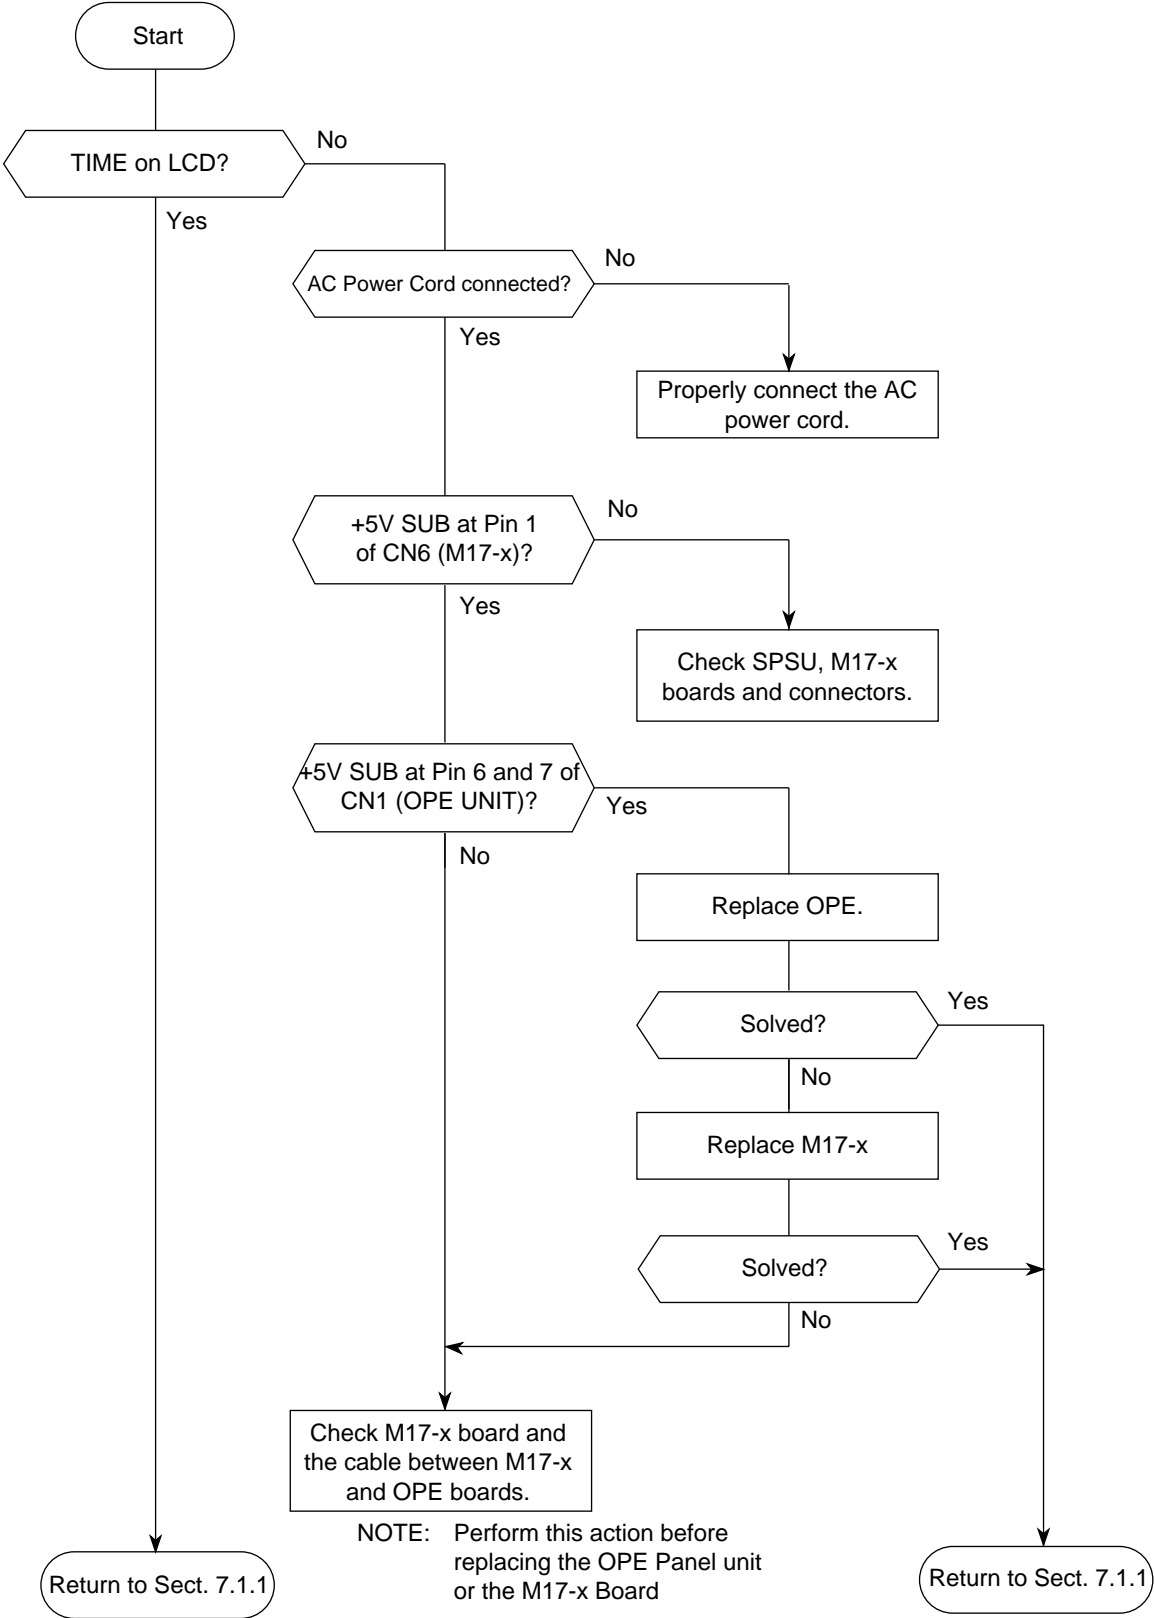 Start
TIME on LCD?
No
Yes
AC Power Cord connected?
No
Yes
Properly connect the AC
power cord.
+5V SUB at Pin 1
of CN6 (M17-x)?
No
Yes
Check SPSU, M17-x
boards and connectors.
+5V SUB at Pin 6 and 7 of
CN1 (OPE UNIT)?
Yes
No
Replace OPE.
Solved?
Yes
No
Replace M17-x
Solved?
Yes
No
Check M17-x board and
the cable between M17-x
and OPE boards.
NOTE: Perform this action before
replacing the OPE Panel unit
or the M17-x Board
Return to Sect. 7.1.1
Return to Sect. 7.1.1